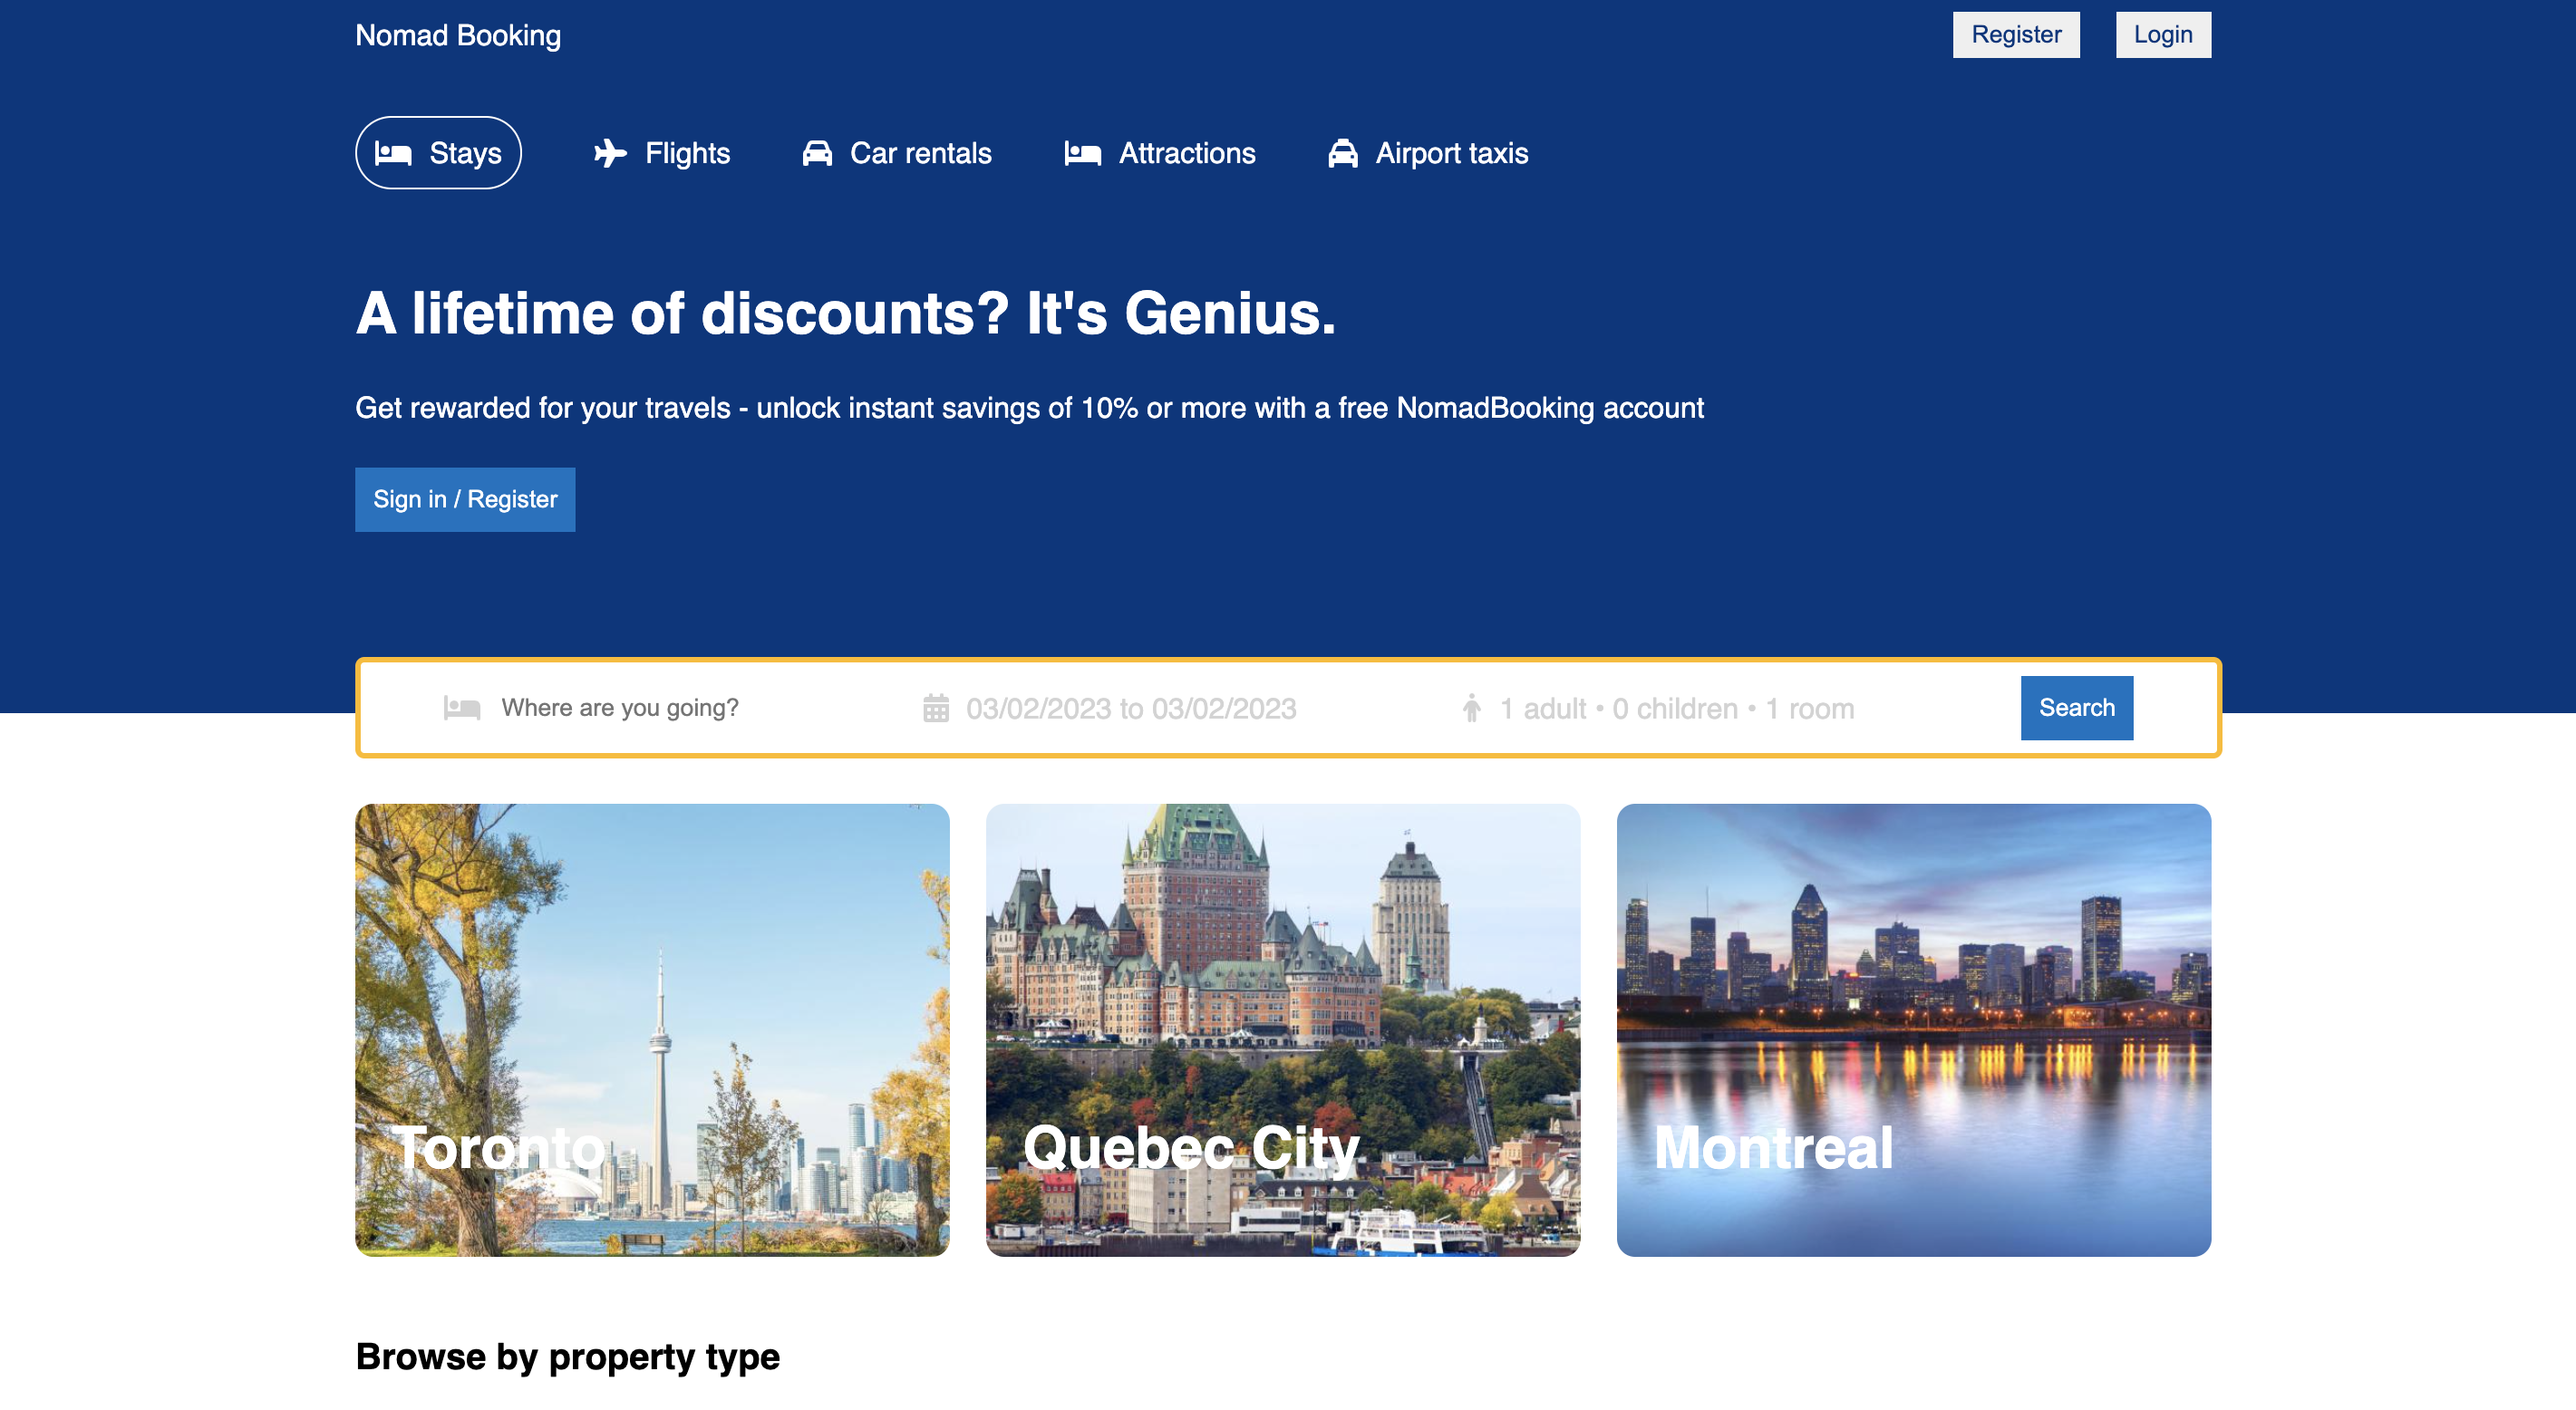 Nomad Booking
Register
Login
Stays
Flights
Car rentals
Attractions
Airport taxis
A lifetime of discounts? It's Genius.
Get rewarded for your travels - unlock instant savings of 10% or more with a free NomadBooking account
Sign in / Register
Where are you going?
03/02/2023 to 03/02/2023
1 adult • 0 children • 1 room
Search
Toronto
Quebec City
Montreal
Browse by property type